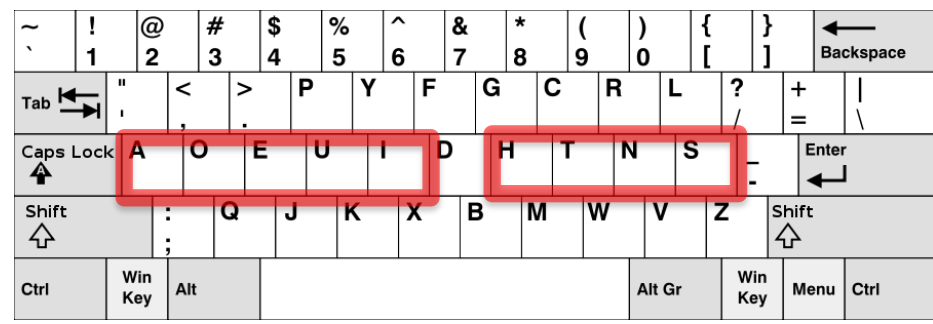 ~ ! @ # $ % ^ & * ( ) { }
` 1 2 3 4 5 6 7 8 9 0 [ ] Backspace
Tab " < > P Y F G C R L ? + |
' , . / = \
Caps Lock A O E U I D H T N S _ Enter
A -
Shift : Q J K X B M W V Z Shift
;
Ctrl Win Key Alt Alt Gr Win Key Menu Ctrl